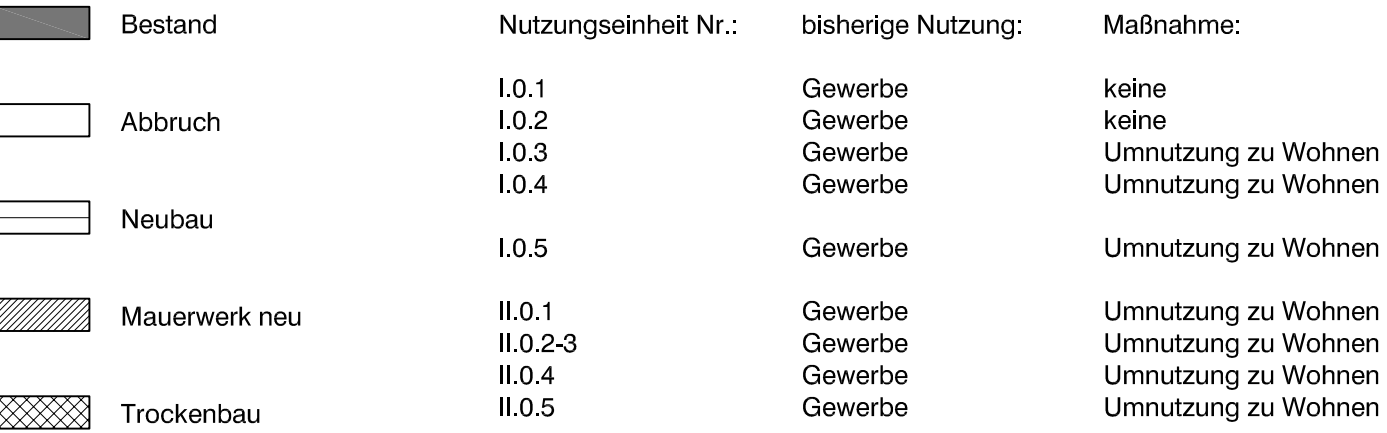 Bestand
Abbruch
Neubau
Mauerwerk neu
Trockenbau
Nutzungseinheit Nr.: bisherige Nutzung: Maßnahme:
I.0.1 Gewerbe keine
I.0.2 Gewerbe keine
I.0.3 Gewerbe Umnutzung zu Wohnen
I.0.4 Gewerbe Umnutzung zu Wohnen
I.0.5 Gewerbe Umnutzung zu Wohnen
II.0.1 Gewerbe Umnutzung zu Wohnen
II.0.2-3 Gewerbe Umnutzung zu Wohnen
II.0.4 Gewerbe Umnutzung zu Wohnen
II.0.5 Gewerbe Umnutzung zu Wohnen